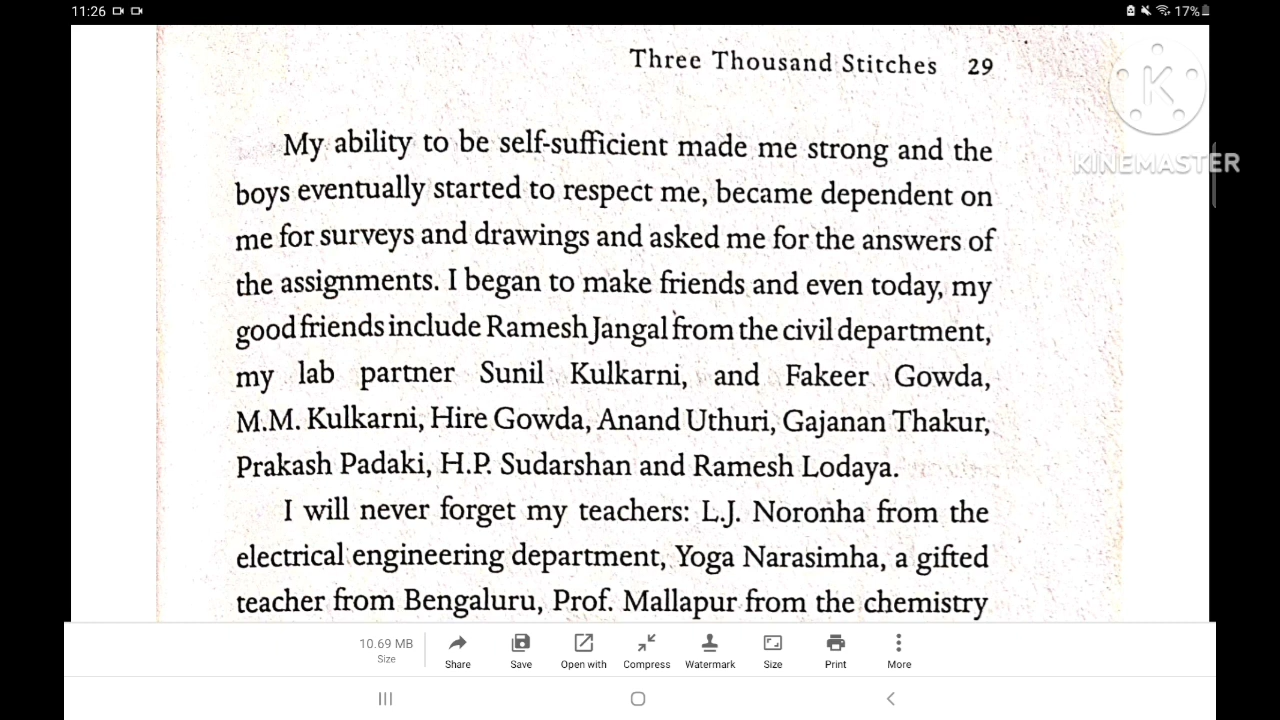 11:26 17%
Three Thousand Stitches 29
K
KINEMASTER
My ability to be self-sufficient made me strong and the
boys eventually started to respect me, became dependent on
me for surveys and drawings and asked me for the answers of
the assignments. I began to make friends and even today, my
good friends include Ramesh Jangal from the civil department,
my lab partner Sunil Kulkarni, and Fakeer Gowda,
M.M. Kulkarni, Hire Gowda, Anand Uthuri, Gajanan Thakur,
Prakash Padaki, H.P. Sudarshan and Ramesh Lodaya.
I will never forget my teachers: L.J. Noronha from the
electrical engineering department, Yoga Narasimha, a gifted
teacher from Bengaluru, Prof. Mallapur from the chemistry
10.69 MB
Size Share Save Open with Compress Watermark Size Print More